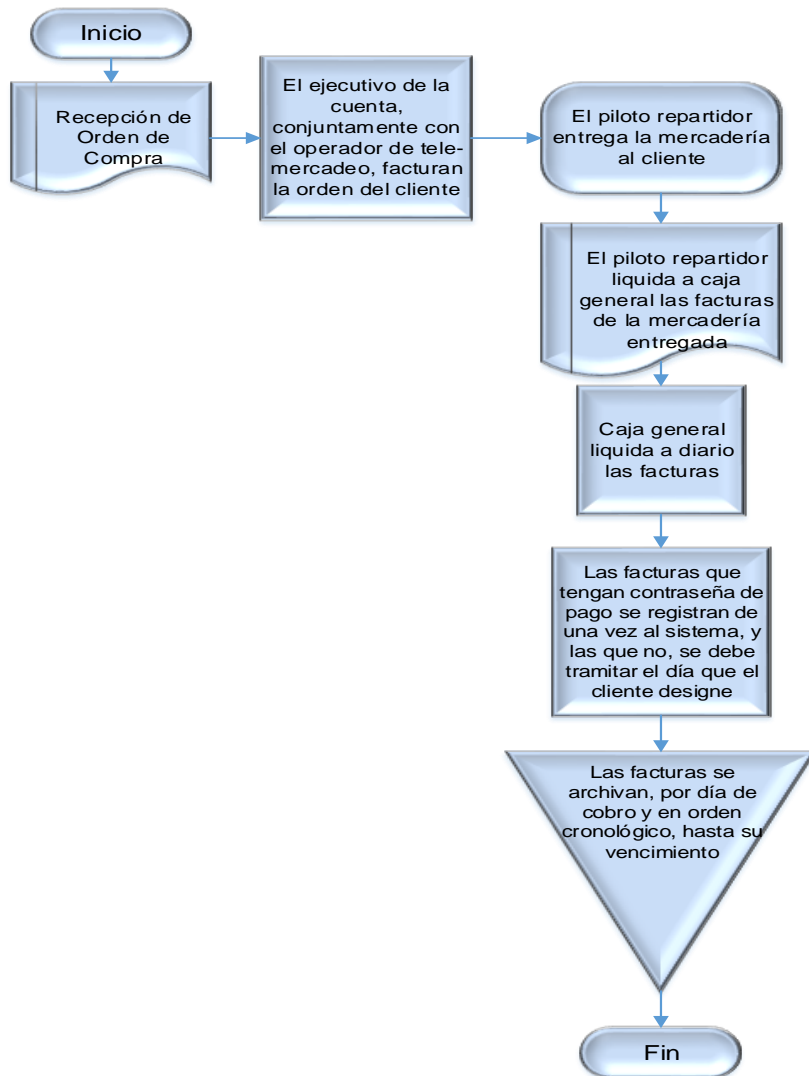 Inicio
Recepción de
Orden de
Compra
El ejecutivo de la
cuenta,
conjuntamente con
el operador de tele-
mercadeo, facturan
la orden del cliente
El piloto repartidor
entrega la mercadería
al cliente
El piloto repartidor
liquida a caja
general las facturas
de la mercadería
entregada
Caja general
liquida a diario
las facturas
Las facturas que
tengan contraseña de
pago se registran de
una vez al sistema, y
las que no, se debe
tramitar el día que el
cliente designe
Las facturas se
archivan, por día de
cobro y en orden
cronológico, hasta su
vencimiento
Fin